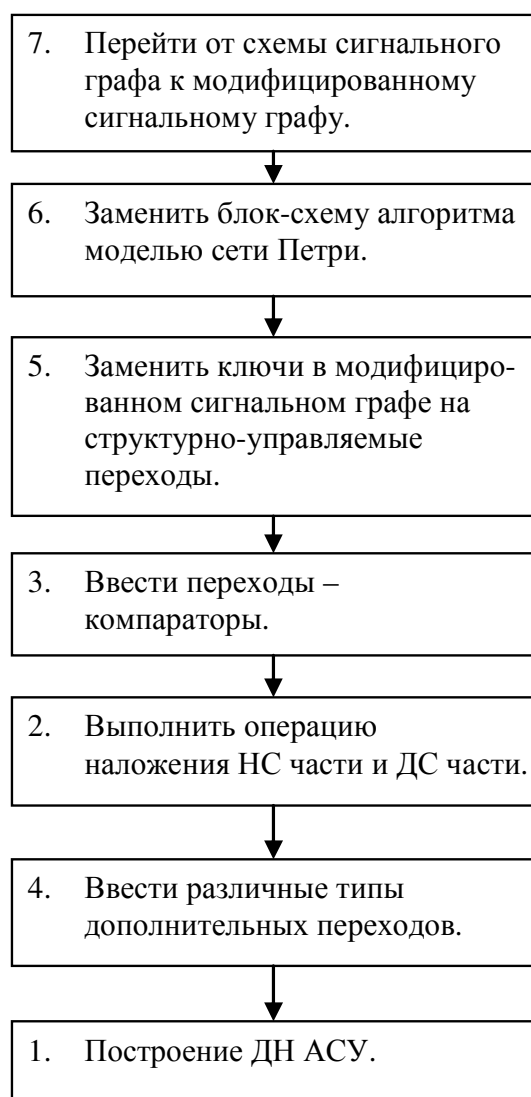 7. Перейти от схемы сигнального
графа к модифицированному
сигнальному графу.
6. Заменить блок-схему алгоритма
моделью сети Петри.
5. Заменить ключи в модифициро-
ванном сигнальном графе на
структурно-управляемые
переходы.
3. Ввести переходы –
компараторы.
2. Выполнить операцию
наложения НС части и ДС части.
4. Ввести различные типы
дополнительных переходов.
1. Построение ДН АСУ.